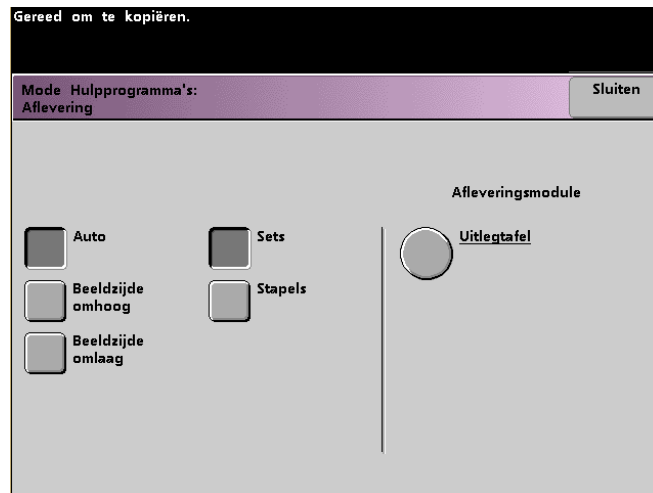 Gereed om te kopiëren.
Mode Hulpprogramma's:
Aflevering
Sluiten
Afleveringsmodule
Auto
Sets
Uitlegtafel
Beeldzijde
omhoog
Stapels
Beeldzijde
omlaag